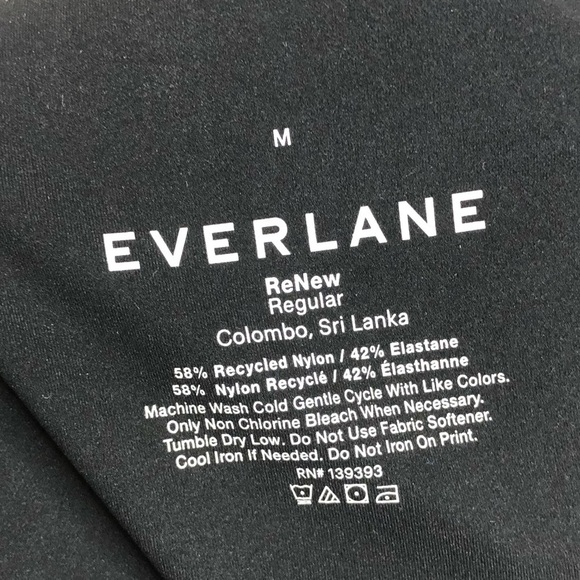 M
EVERLANE
ReNew
Regular
Colombo, Sri Lanka
58% Recycled Nylon / 42% Elastane
58% Nylon Recyclé / 42% Élasthanne
Machine Wash Cold Gentle Cycle With Like Colors.
Only Non Chlorine Bleach When Necessary.
Tumble Dry Low. Do Not Use Fabric Softener.
Cool Iron If Needed. Do Not Iron On Print.
RN# 139393